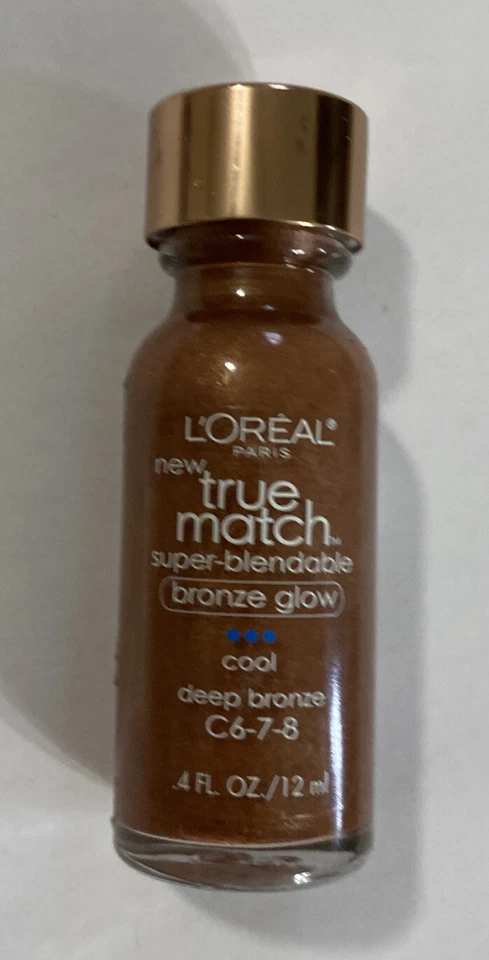 L'ORÉAL®
PARIS
new
true
match™
super-blendable
bronze glow
cool
deep bronze
C6-7-8
.4 FL. OZ./12 ml